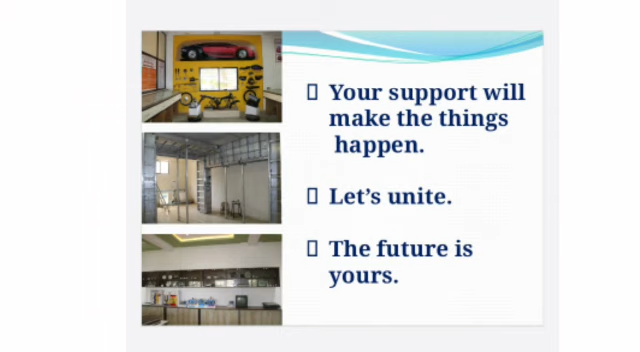 Your support will
make the things
happen.
Let’s unite.
The future is
yours.